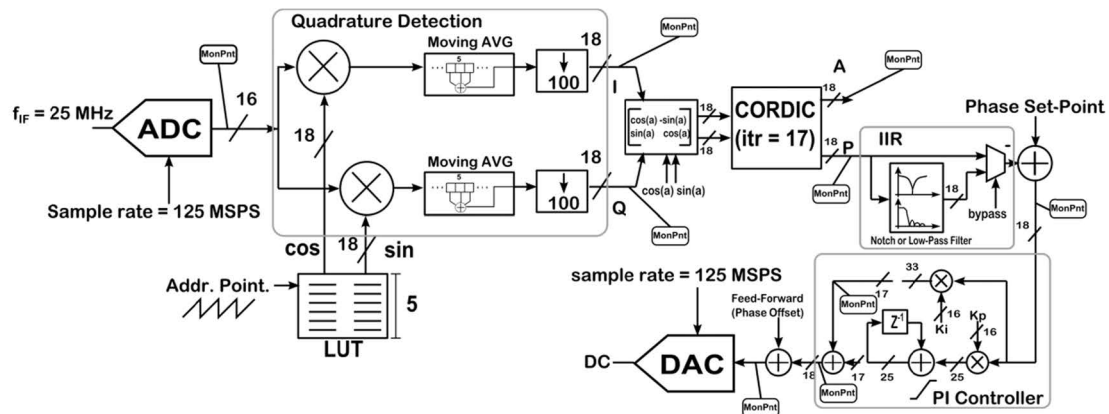 Quadrature Detection
MonPnt
16
f_IF = 25 MHz
ADC
Sample rate = 125 MSPS
18
Moving AVG
5
100
18
I
MonPnt
18
Moving AVG
5
100
18
Q
MonPnt
cos
18
sin
Addr. Point.
5
LUT
cos(a) -sin(a)
sin(a) cos(a)
cos(a) sin(a)
18
18
CORDIC
(itr = 17)
A
18
MonPnt
18
P
MonPnt
IIR
18
Notch or Low-Pass Filter
bypass
Phase Set-Point
-
MonPnt
18
sample rate = 125 MSPS
Feed-Forward
(Phase Offset)
DC
DAC
MonPnt
18
MonPnt
17
MonPnt
17
33
16
Ki
Kp
16
Z⁻¹
25
25
PI Controller